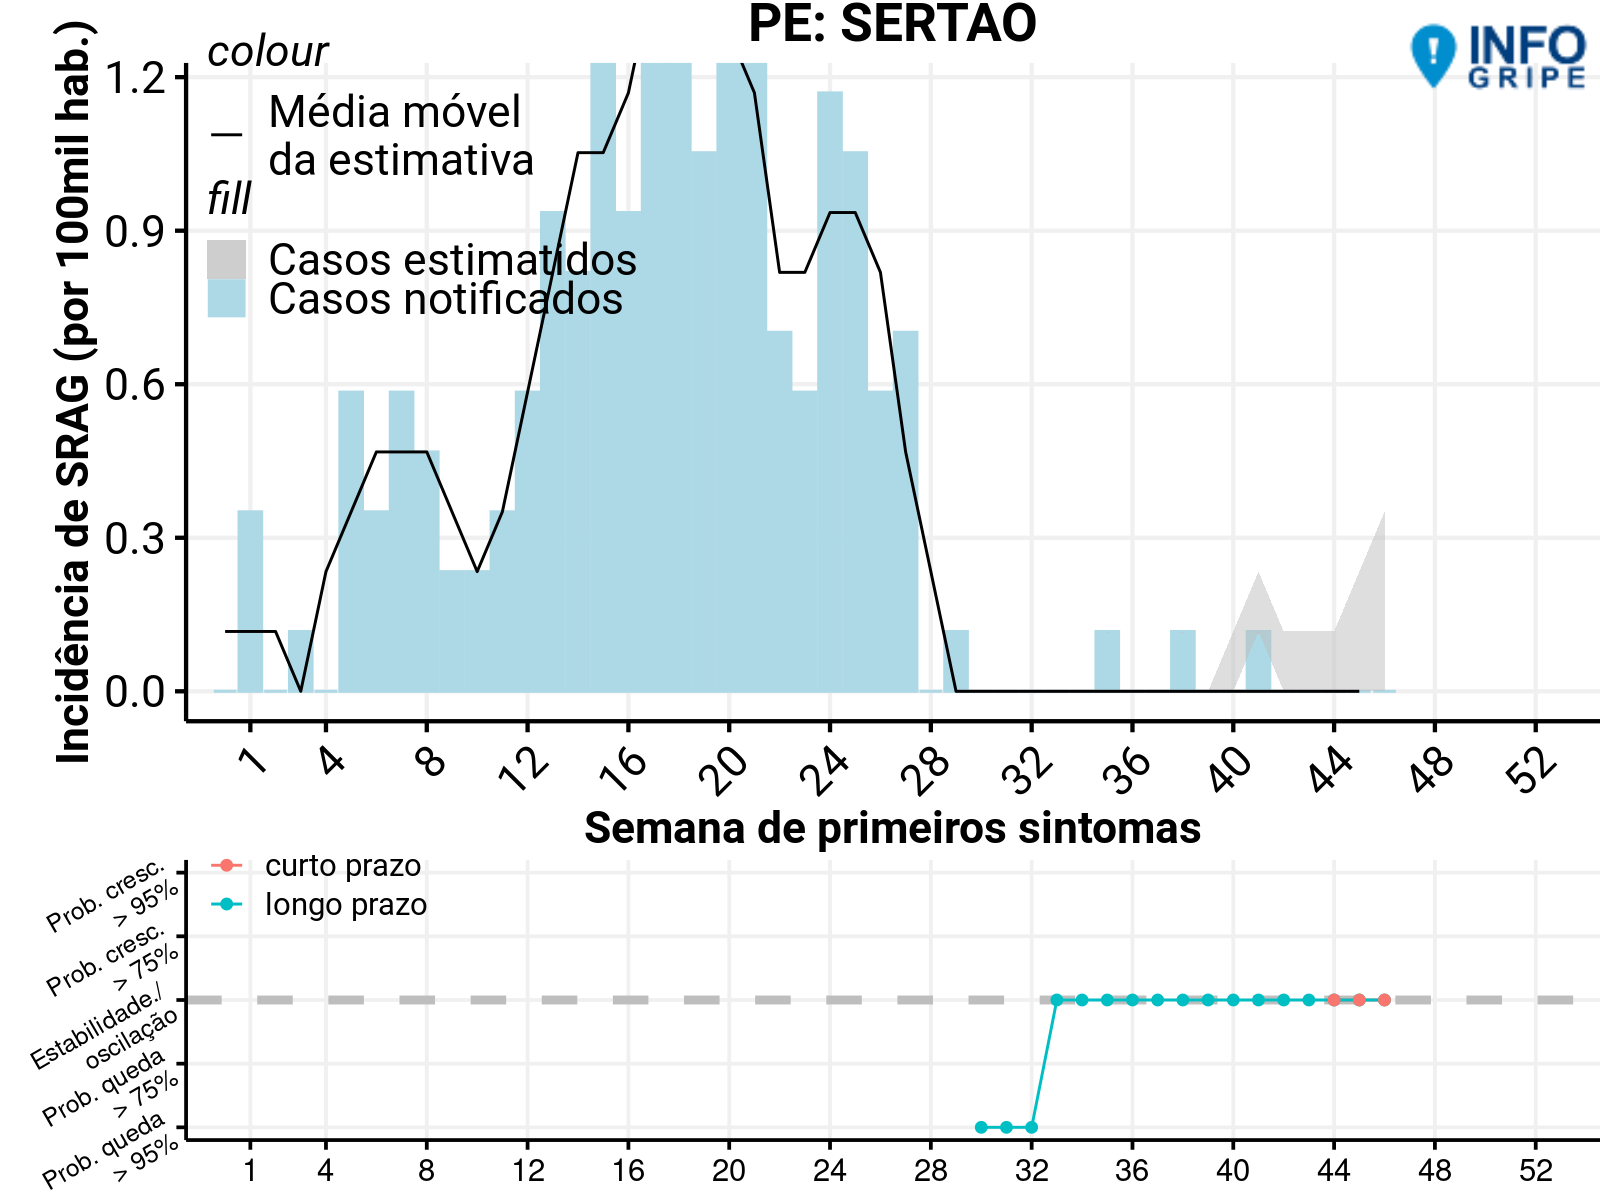 PE: SERTAO
INFO
GRIPE
colour
Média móvel
da estimativa
fill
Casos estimatidos
Casos notificados
Incidência de SRAG (por 100mil hab.)
1.2
0.9
0.6
0.3
0.0
1 4 8 12 16 20 24 28 32 36 40 44 48 52
Semana de primeiros sintomas
curto prazo
longo prazo
Prob. cresc.
> 95%
Prob. cresc.
> 75%
Estabilidade./
oscilação
Prob. queda
> 75%
Prob. queda
> 95%
1 4 8 12 16 20 24 28 32 36 40 44 48 52